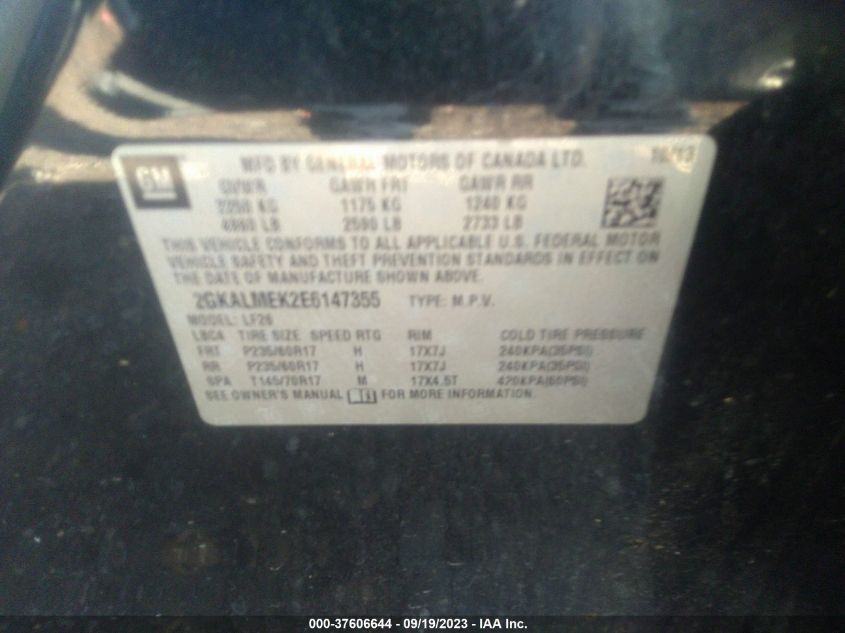 GM
MFD BY GENERAL MOTORS OF CANADA LTD. 10/13
GVWR GAWR FRT GAWR RR
2250 KG 1175 KG 1240 KG
2590 LB 2733 LB
THIS VEHICLE CONFORMS TO ALL APPLICABLE U.S. FEDERAL MOTOR
VEHICLE SAFETY AND THEFT PREVENTION STANDARDS IN EFFECT ON
THE DATE OF MANUFACTURE SHOWN ABOVE.
2GKALMEK2E6147355 TYPE: M.P.V.
MODEL: LF26
TIRE SIZE SPEED RTG RIM COLD TIRE PRESSURE
FRT P235/60R17 H 17X7J 240KPA(35PSI)
RR P235/60R17 H 17X7J 240KPA(35PSI)
SPA T145/70R17 M 17X4.5T 420KPA(60PSI)
SEE OWNER'S MANUAL FOR MORE INFORMATION.
000-37606644 - 09/19/2023 - IAA Inc.